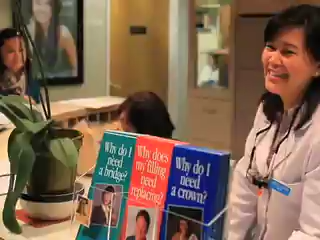 Why do I
need a
bridge?
Why does
my filling
need
replacing?
Why do I
need
a crown?